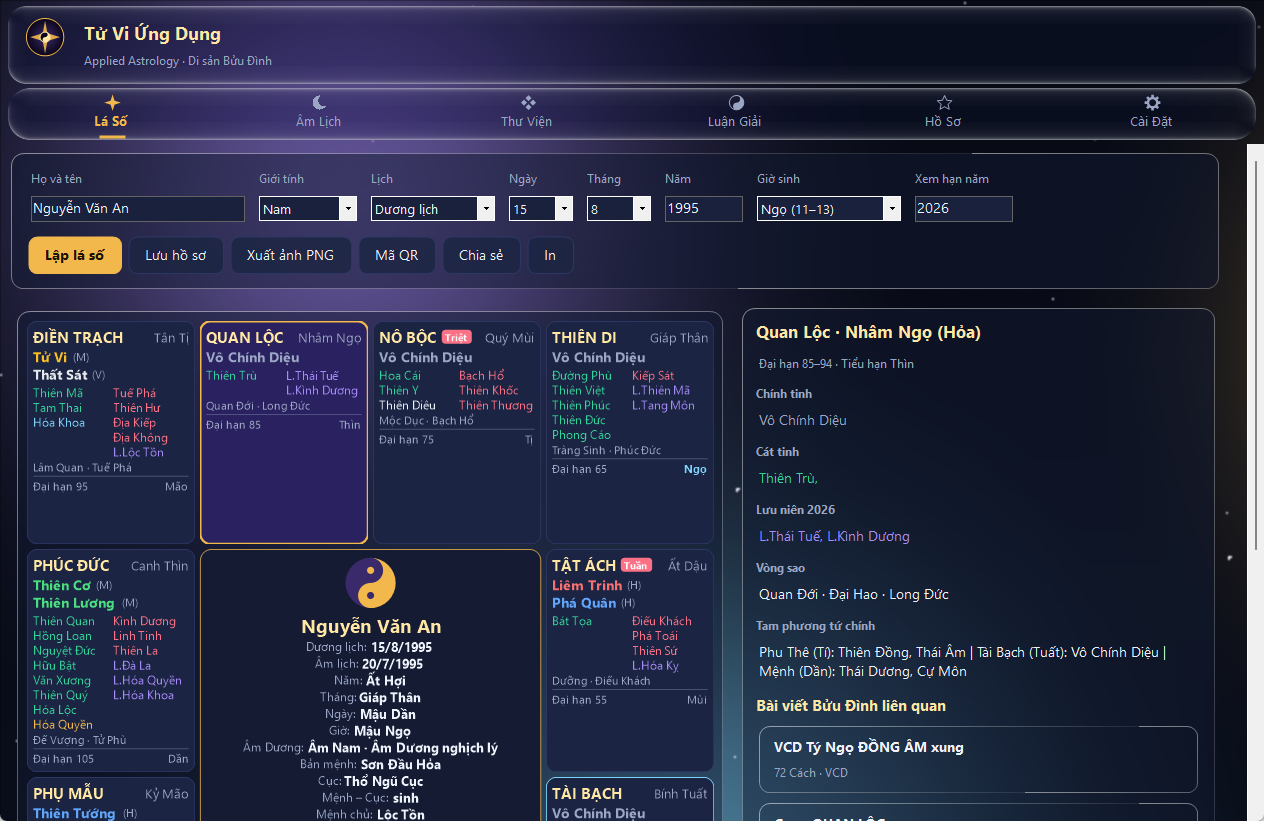 Tử Vi Ứng Dụng
Applied Astrology · Di sản Bửu Đình
Lá Số
Âm Lịch
Thư Viện
Luận Giải
Hồ Sơ
Cài Đặt
Họ và tên
Giới tính
Lịch
Ngày
Tháng
Năm
Giờ sinh
Xem hạn năm
Nguyễn Văn An
Nam
Dương lịch
15
8
1995
Ngọ (11–13)
2026
Lập lá số
Lưu hồ sơ
Xuất ảnh PNG
Mã QR
Chia sẻ
In
ĐIỀN TRẠCH Tân Tị
Tử Vi (M)
Thất Sát (V)
Thiên Mã Tuế Phá
Tam Thai Thiên Hư
Hóa Khoa Địa Kiếp
Địa Không
L.Lộc Tồn
Lâm Quan · Tuế Phá
Đại hạn 95 Mão
QUAN LỘC Nhâm Ngọ
Vô Chính Diệu
Thiên Trù L.Thái Tuế
L.Kình Dương
Quan Đới · Long Đức
Đại hạn 85 Thìn
NÔ BỘC Triệt Quý Mùi
Vô Chính Diệu
Hoa Cái Bạch Hổ
Thiên Y Thiên Khốc
Thiên Diêu Thiên Thương
Mộc Dục · Bạch Hổ
Đại hạn 75 Tị
THIÊN DI Giáp Thân
Vô Chính Diệu
Đường Phù Kiếp Sát
Thiên Việt L.Thiên Mã
Thiên Phúc L.Tang Môn
Thiên Đức
Phong Cáo
Tràng Sinh · Phúc Đức
Đại hạn 65 Ngọ
PHÚC ĐỨC Canh Thìn
Thiên Cơ (M)
Thiên Lương (M)
Thiên Quan Kình Dương
Hồng Loan Linh Tinh
Nguyệt Đức Thiên La
Hữu Bật L.Đà La
Văn Xương L.Hóa Quyền
Thiên Quý L.Hóa Khoa
Hóa Lộc
Hóa Quyền
Đế Vượng · Tử Phù
Đại hạn 105 Dần
Nguyễn Văn An
Dương lịch: 15/8/1995
Âm lịch: 20/7/1995
Năm: Ất Hợi
Tháng: Giáp Thân
Ngày: Mậu Dần
Giờ: Mậu Ngọ
Âm Dương: Âm Nam · Âm Dương nghịch lý
Bản mệnh: Sơn Đầu Hỏa
Cục: Thổ Ngũ Cục
Mệnh – Cục: sinh
Mệnh chủ: Lộc Tồn
TẬT ÁCH Tuần Ất Dậu
Liêm Trinh (H)
Phá Quân (H)
Bát Tọa Điếu Khách
Phá Toái
Thiên Sứ
L.Hóa Kỵ
Dưỡng · Điếu Khách
Đại hạn 55 Mùi
PHỤ MẪU Kỷ Mão
Thiên Tướng (H)
TÀI BẠCH Bính Tuất
Vô Chính Diệu
Quan Lộc · Nhâm Ngọ (Hỏa)
Đại hạn 85–94 · Tiểu hạn Thìn
Chính tinh
Vô Chính Diệu
Cát tinh
Thiên Trù,
Lưu niên 2026
L.Thái Tuế, L.Kình Dương
Vòng sao
Quan Đới · Đại Hao · Long Đức
Tam phương tứ chính
Phu Thê (Tí): Thiên Đồng, Thái Âm | Tài Bạch (Tuất): Vô Chính Diệu |
Mệnh (Dần): Thái Dương, Cự Môn
Bài viết Bửu Đình liên quan
VCD Tý Ngọ ĐỒNG ÂM xung
72 Cách · VCD